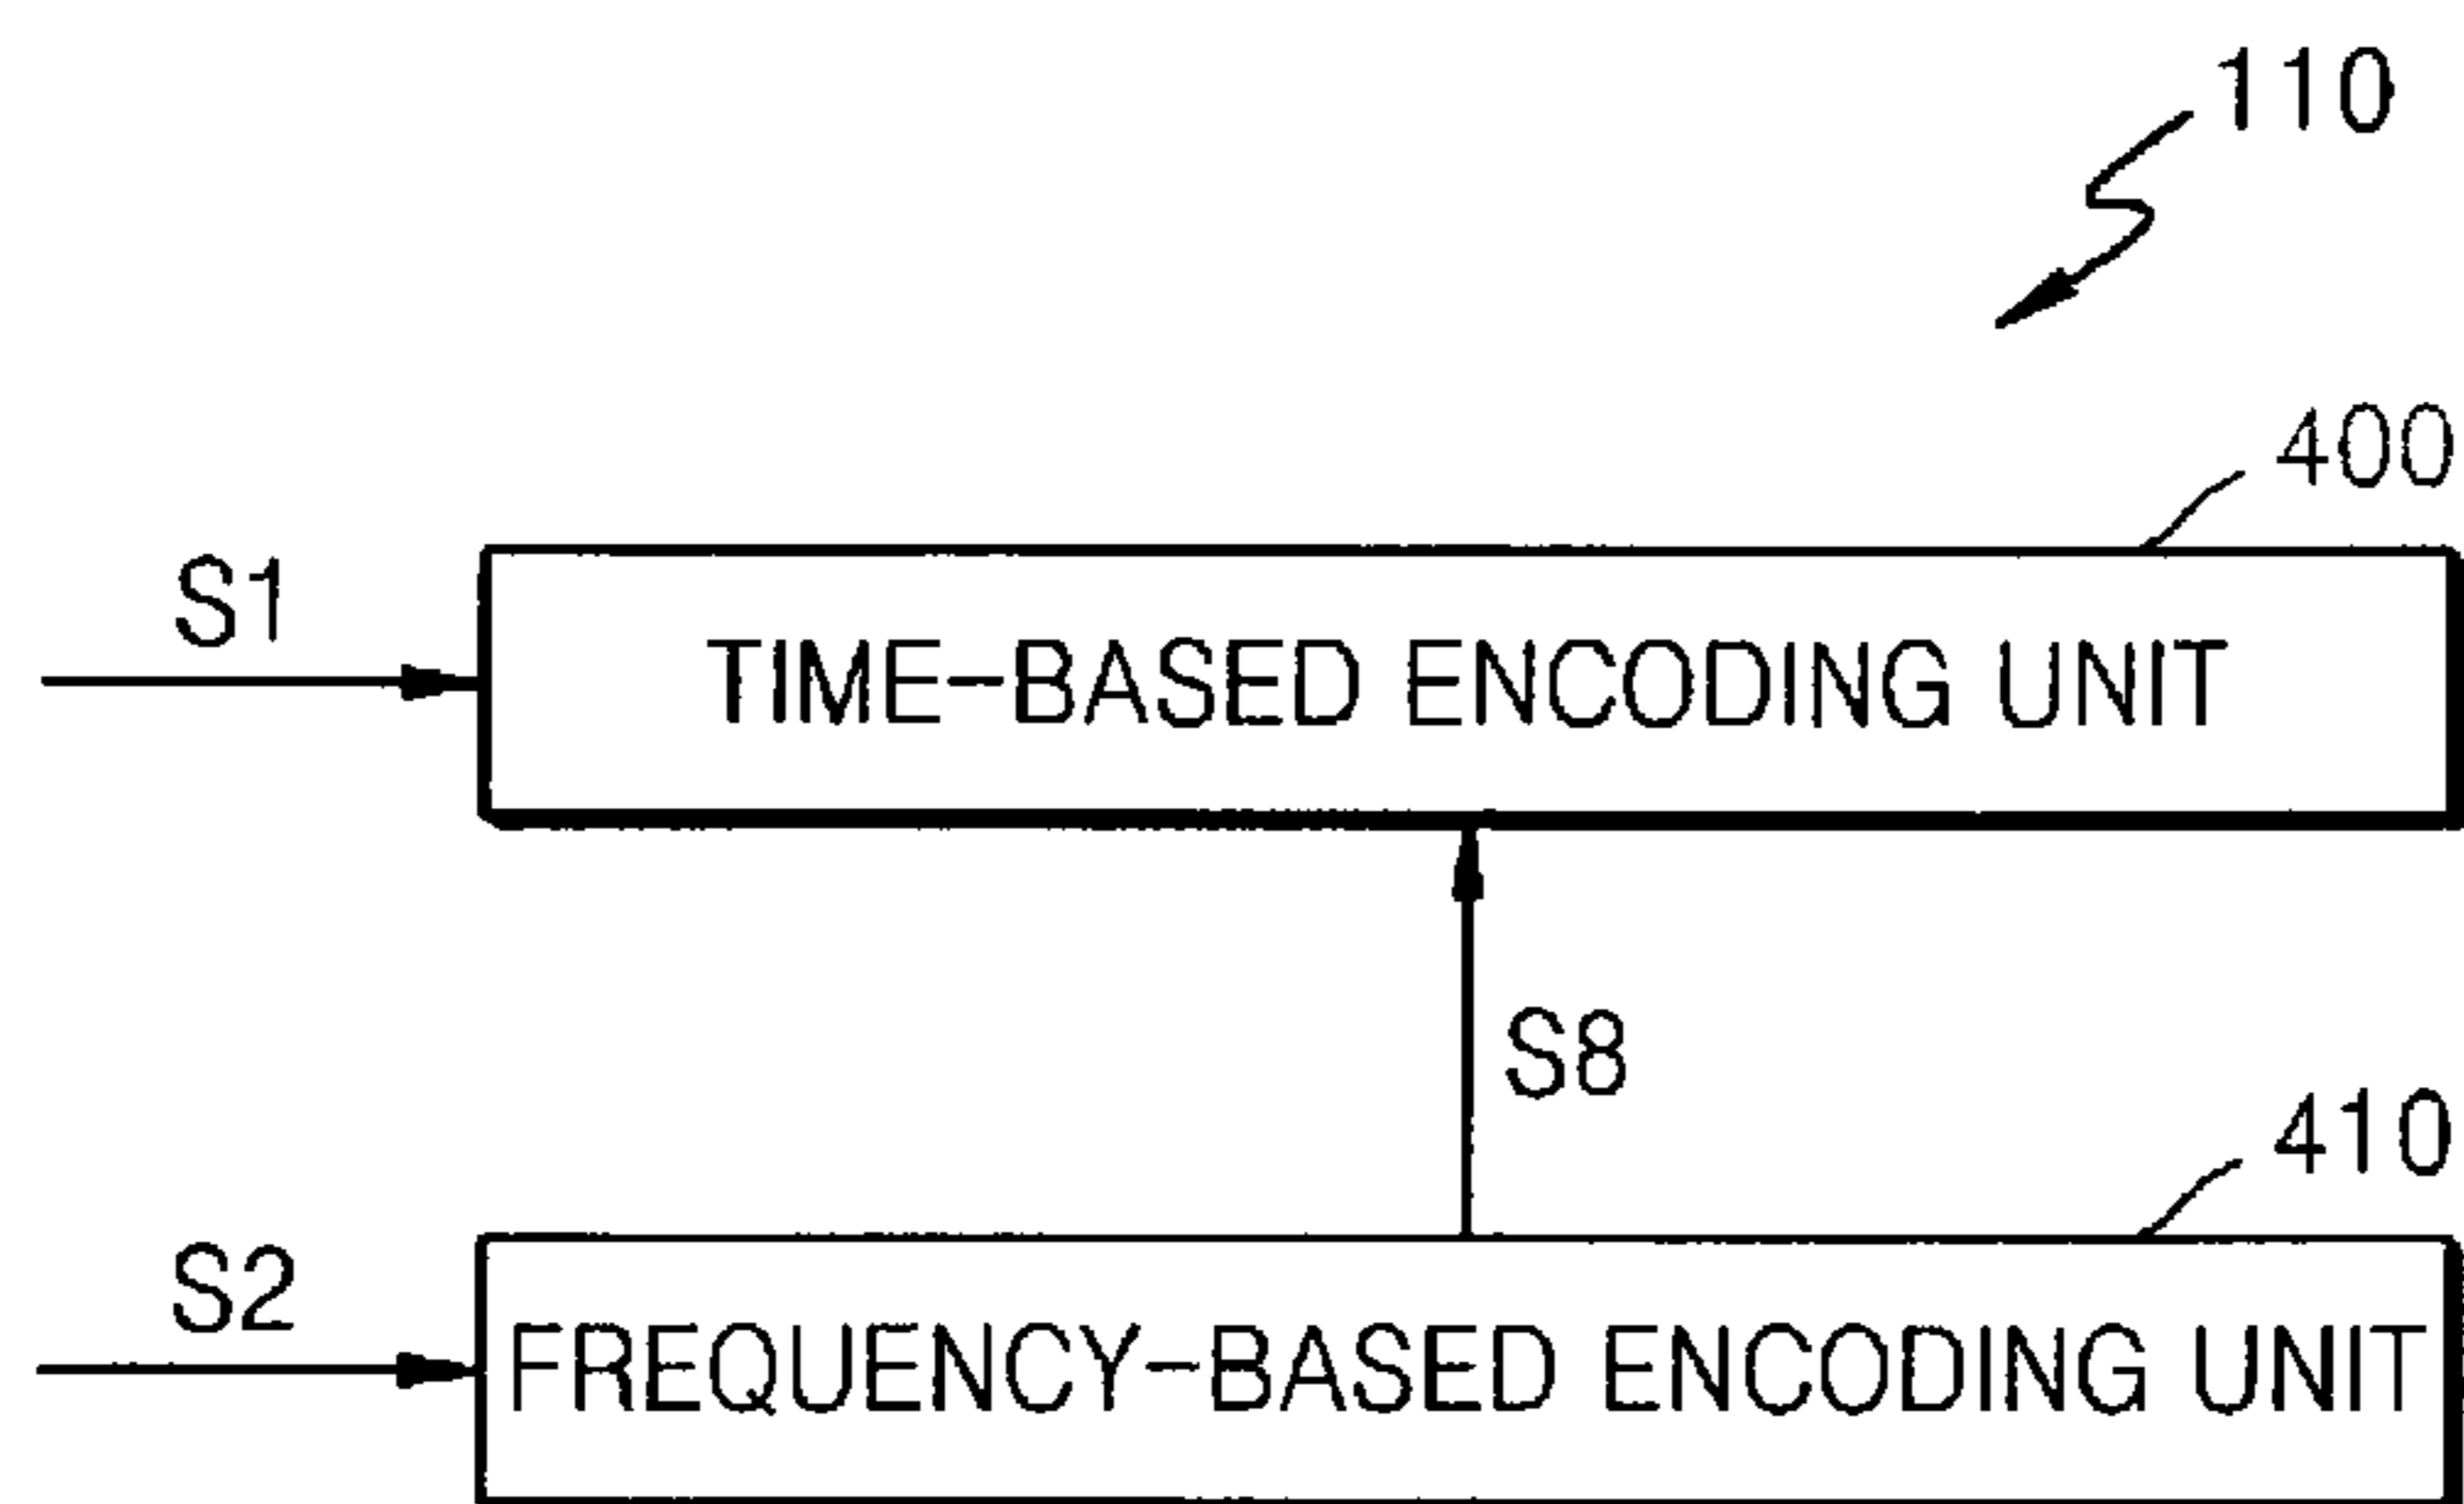 110
400
S1
TIME-BASED ENCODING UNIT
S8
410
S2
FREQUENCY-BASED ENCODING UNIT